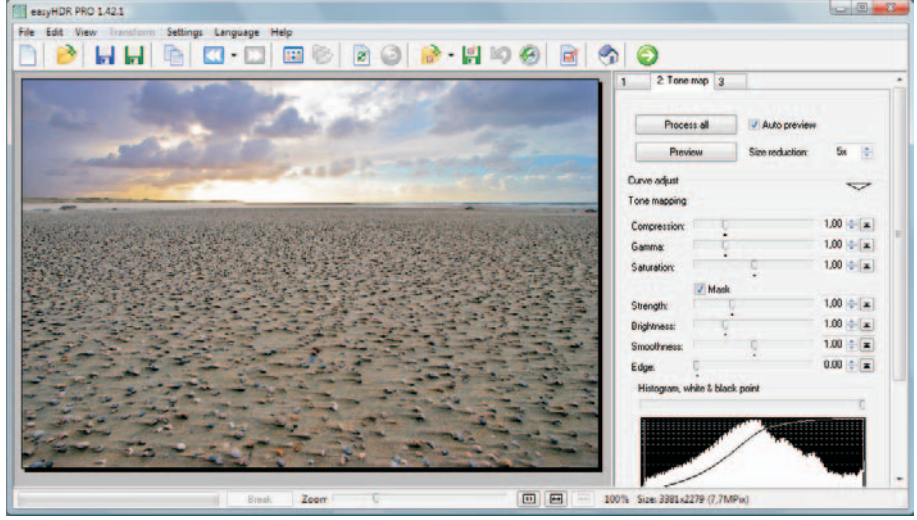 easyHDR PRO 1.42.1
File Edit View Transform Settings Language Help
1 2: Tone map 3
Process all Auto preview
Preview Size reduction: 5x
Curve adjust
Tone mapping
Compression: 1,00
Gamma: 1,00
Saturation: 1,00
Mask
Strength: 1,00
Brightness: 1.00
Smoothness: 1.00
Edge: 0.00
Histogram, white & black point
Break Zoom 100% Size: 3381x2279 (7,7MPix)